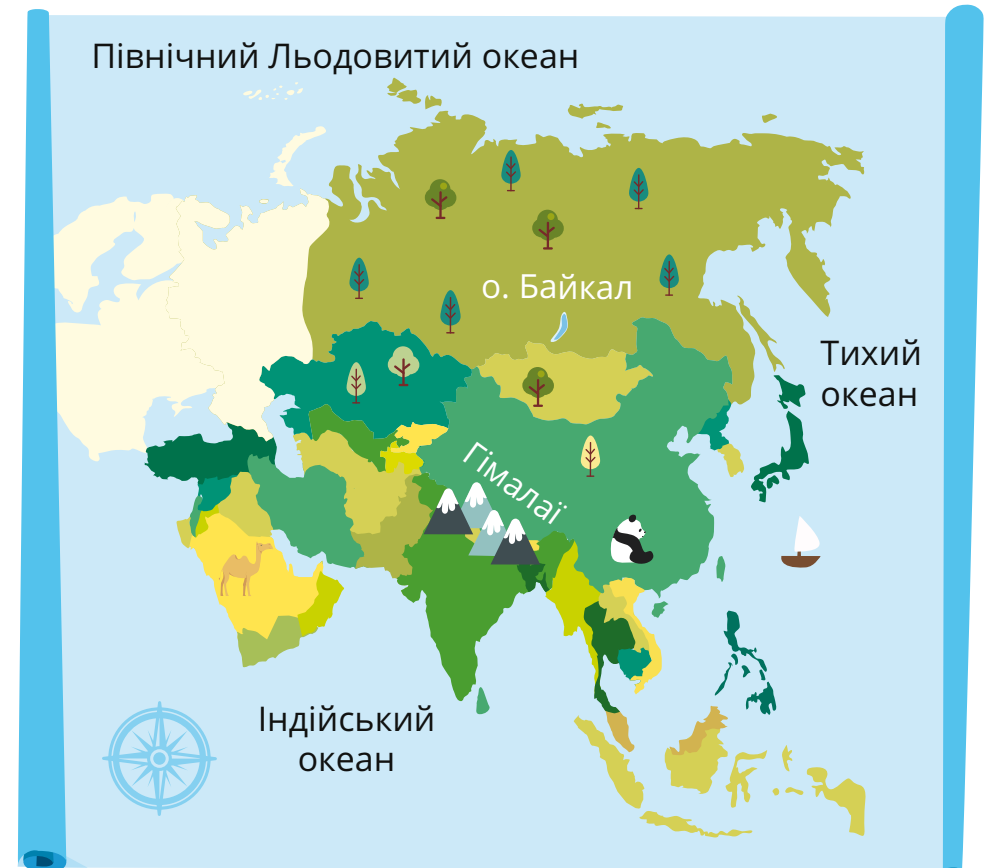 Північний Льодовитий океан
о. Байкал
Тихий
океан
Гімалаї
Індійський
океан